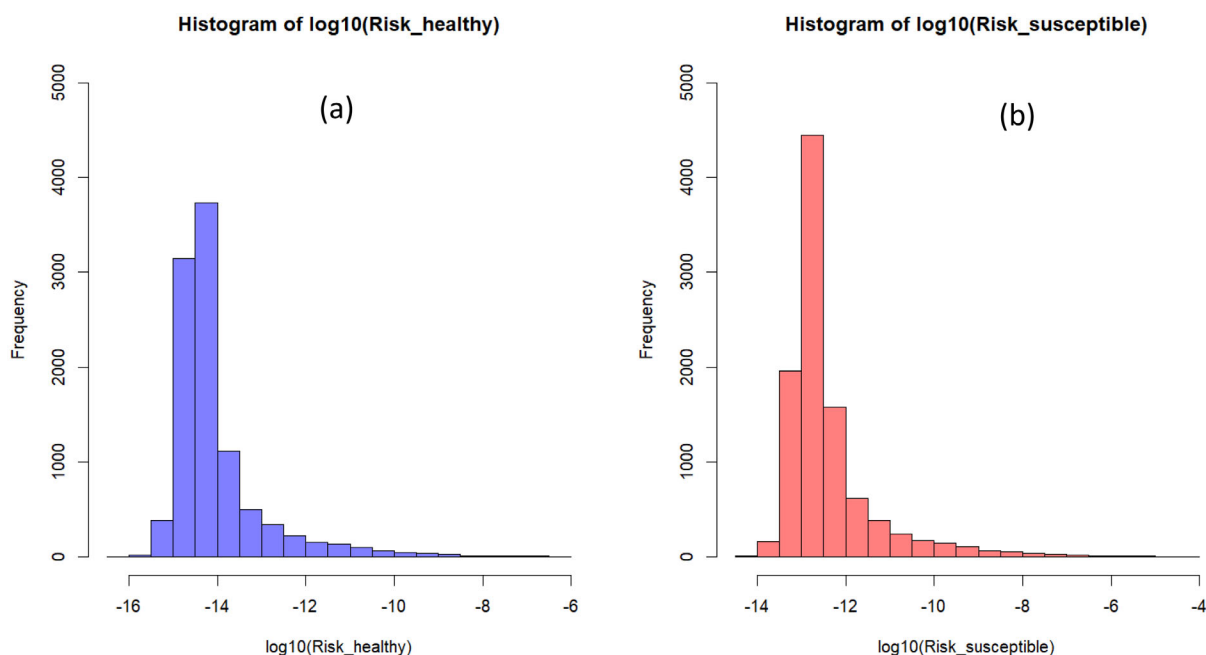 Histogram of log10(Risk_healthy)
(a)
5000
4000
3000
2000
1000
0
Frequency
-16 -14 -12 -10 -8 -6
log10(Risk_healthy)
Histogram of log10(Risk_susceptible)
(b)
5000
4000
3000
2000
1000
0
Frequency
-14 -12 -10 -8 -6 -4
log10(Risk_susceptible)